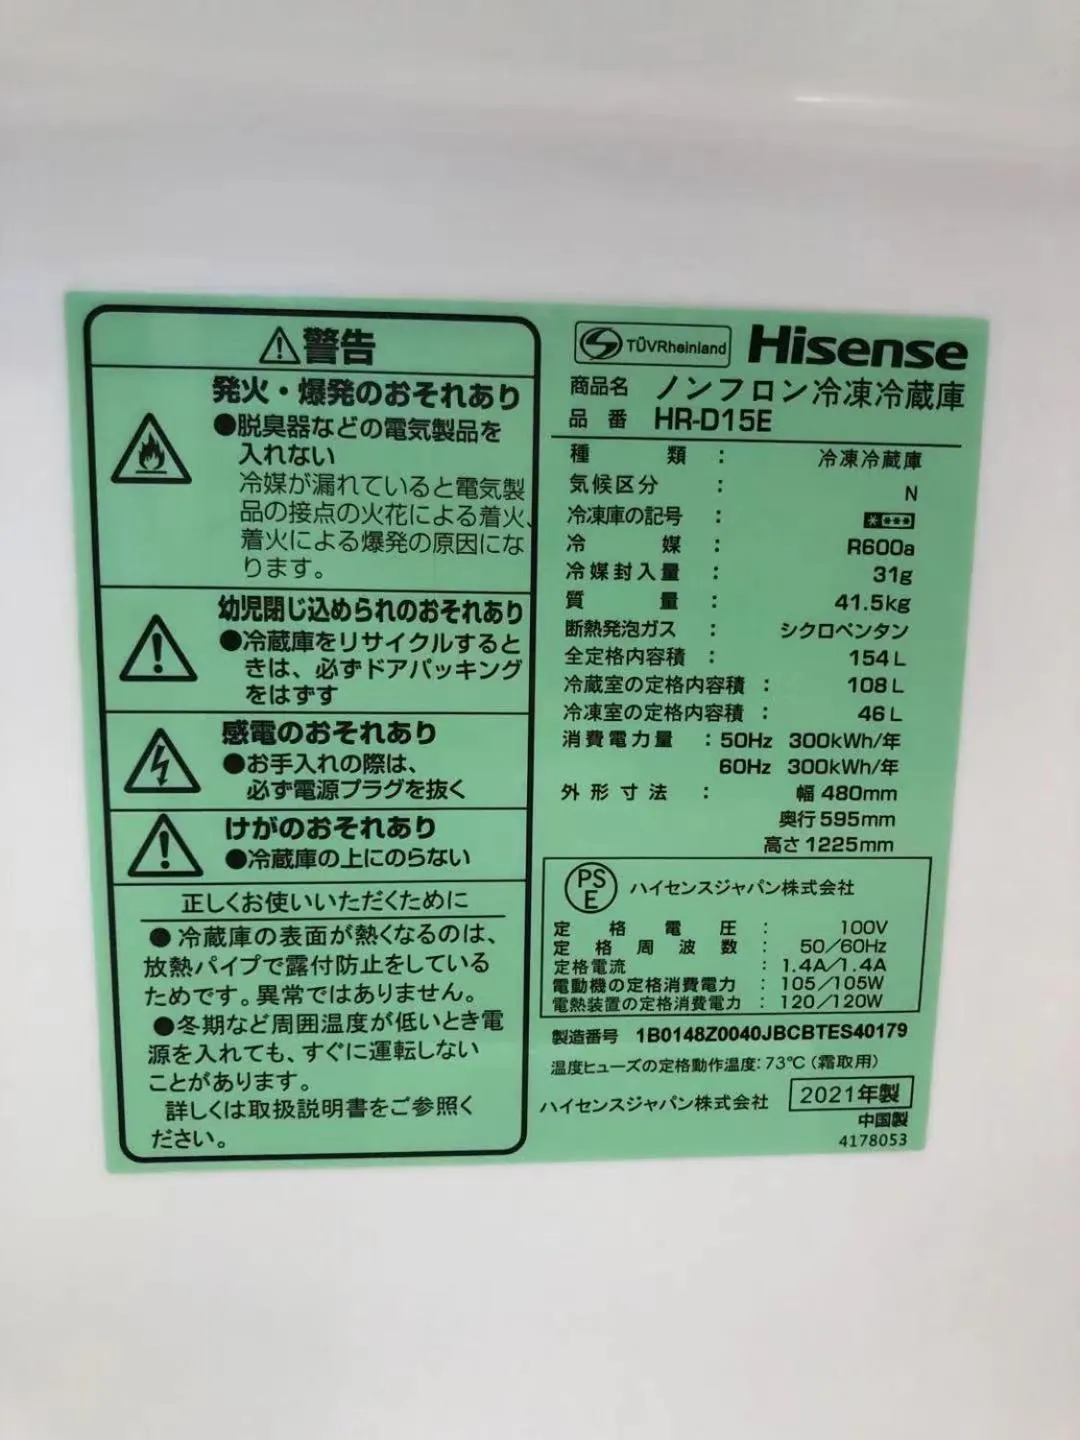 警告
発火・爆発のおそれあり
●脱臭器などの電気製品を
入れない
冷媒が漏れていると電気製
品の接点の火花による着火、
着火による爆発の原因にな
ります。
幼児閉じ込められのおそれあり
●冷蔵庫をリサイクルすると
きは、必ずドアパッキング
をはずす
感電のおそれあり
●お手入れの際は、
必ず電源プラグを抜く
けがのおそれあり
●冷蔵庫の上にのらない
正しくお使いいただくために
●冷蔵庫の表面が熱くなるのは、
放熱パイプで露付防止をしている
ためです。異常ではありません。
●冬期など周囲温度が低いとき電
源を入れても、すぐに運転しない
ことがあります。
詳しくは取扱説明書をご参照く
ださい。
TÜVRheinland Hisense
商品名 ノンフロン冷凍冷蔵庫
品番 HR-D15E
種類 : 冷凍冷蔵庫
気候区分 : N
冷凍庫の記号 :
冷媒 : R600a
冷媒封入量 : 31g
質量 : 41.5kg
断熱発泡ガス : シクロペンタン
全定格内容積 : 154L
冷蔵室の定格内容積 : 108L
冷凍室の定格内容積 : 46L
消費電力量 : 50Hz 300kWh/年
60Hz 300kWh/年
外形寸法 : 幅 480mm
奥行 595mm
高さ 1225mm
PSE ハイセンスジャパン株式会社
定格電圧 : 100V
定格周波数 : 50/60Hz
定格電流 : 1.4A/1.4A
電動機の定格消費電力 : 105/105W
電熱装置の定格消費電力 : 120/120W
製造番号 1B0148Z0040JBCBTES40179
温度ヒューズの定格動作温度: 73℃ (霜取用)
ハイセンスジャパン株式会社 2021年製
中国製
4178053